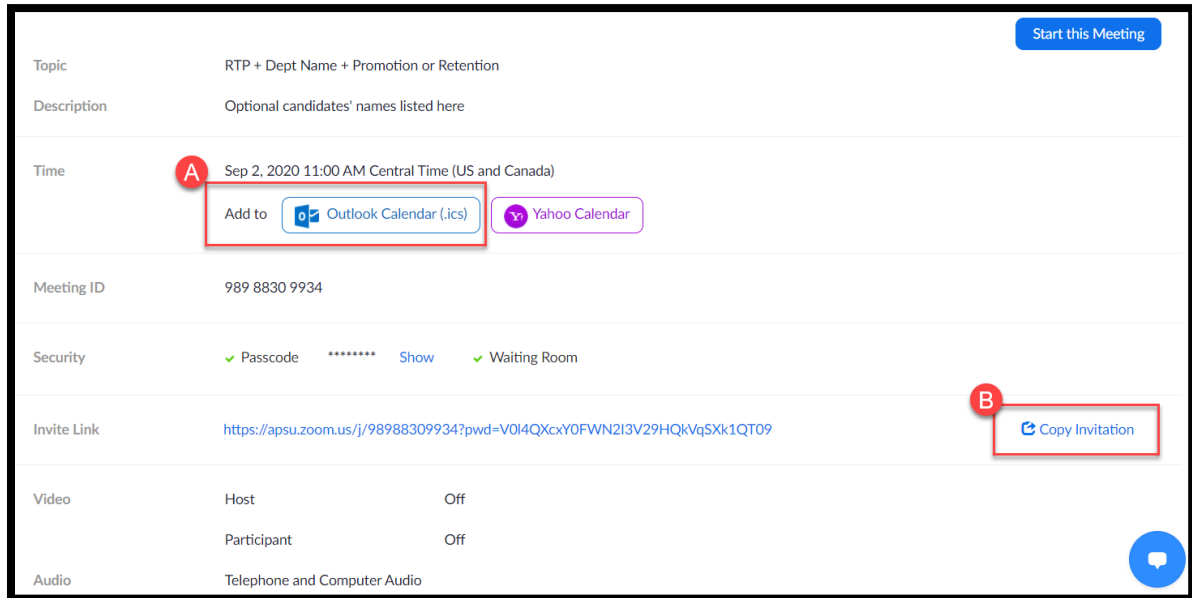 Start this Meeting
Topic RTP + Dept Name + Promotion or Retention
Description Optional candidates' names listed here
A
Time Sep 2, 2020 11:00 AM Central Time (US and Canada)
Add to Outlook Calendar (.ics) Yahoo Calendar
Meeting ID 989 8830 9934
Security Passcode ******** Show Waiting Room
B
Invite Link https://apsu.zoom.us/j/98988309934?pwd=V0l4QXcxY0FWN2I3V29HQkVqSXk1QT09 Copy Invitation
Video Host Off
Participant Off
Audio Telephone and Computer Audio